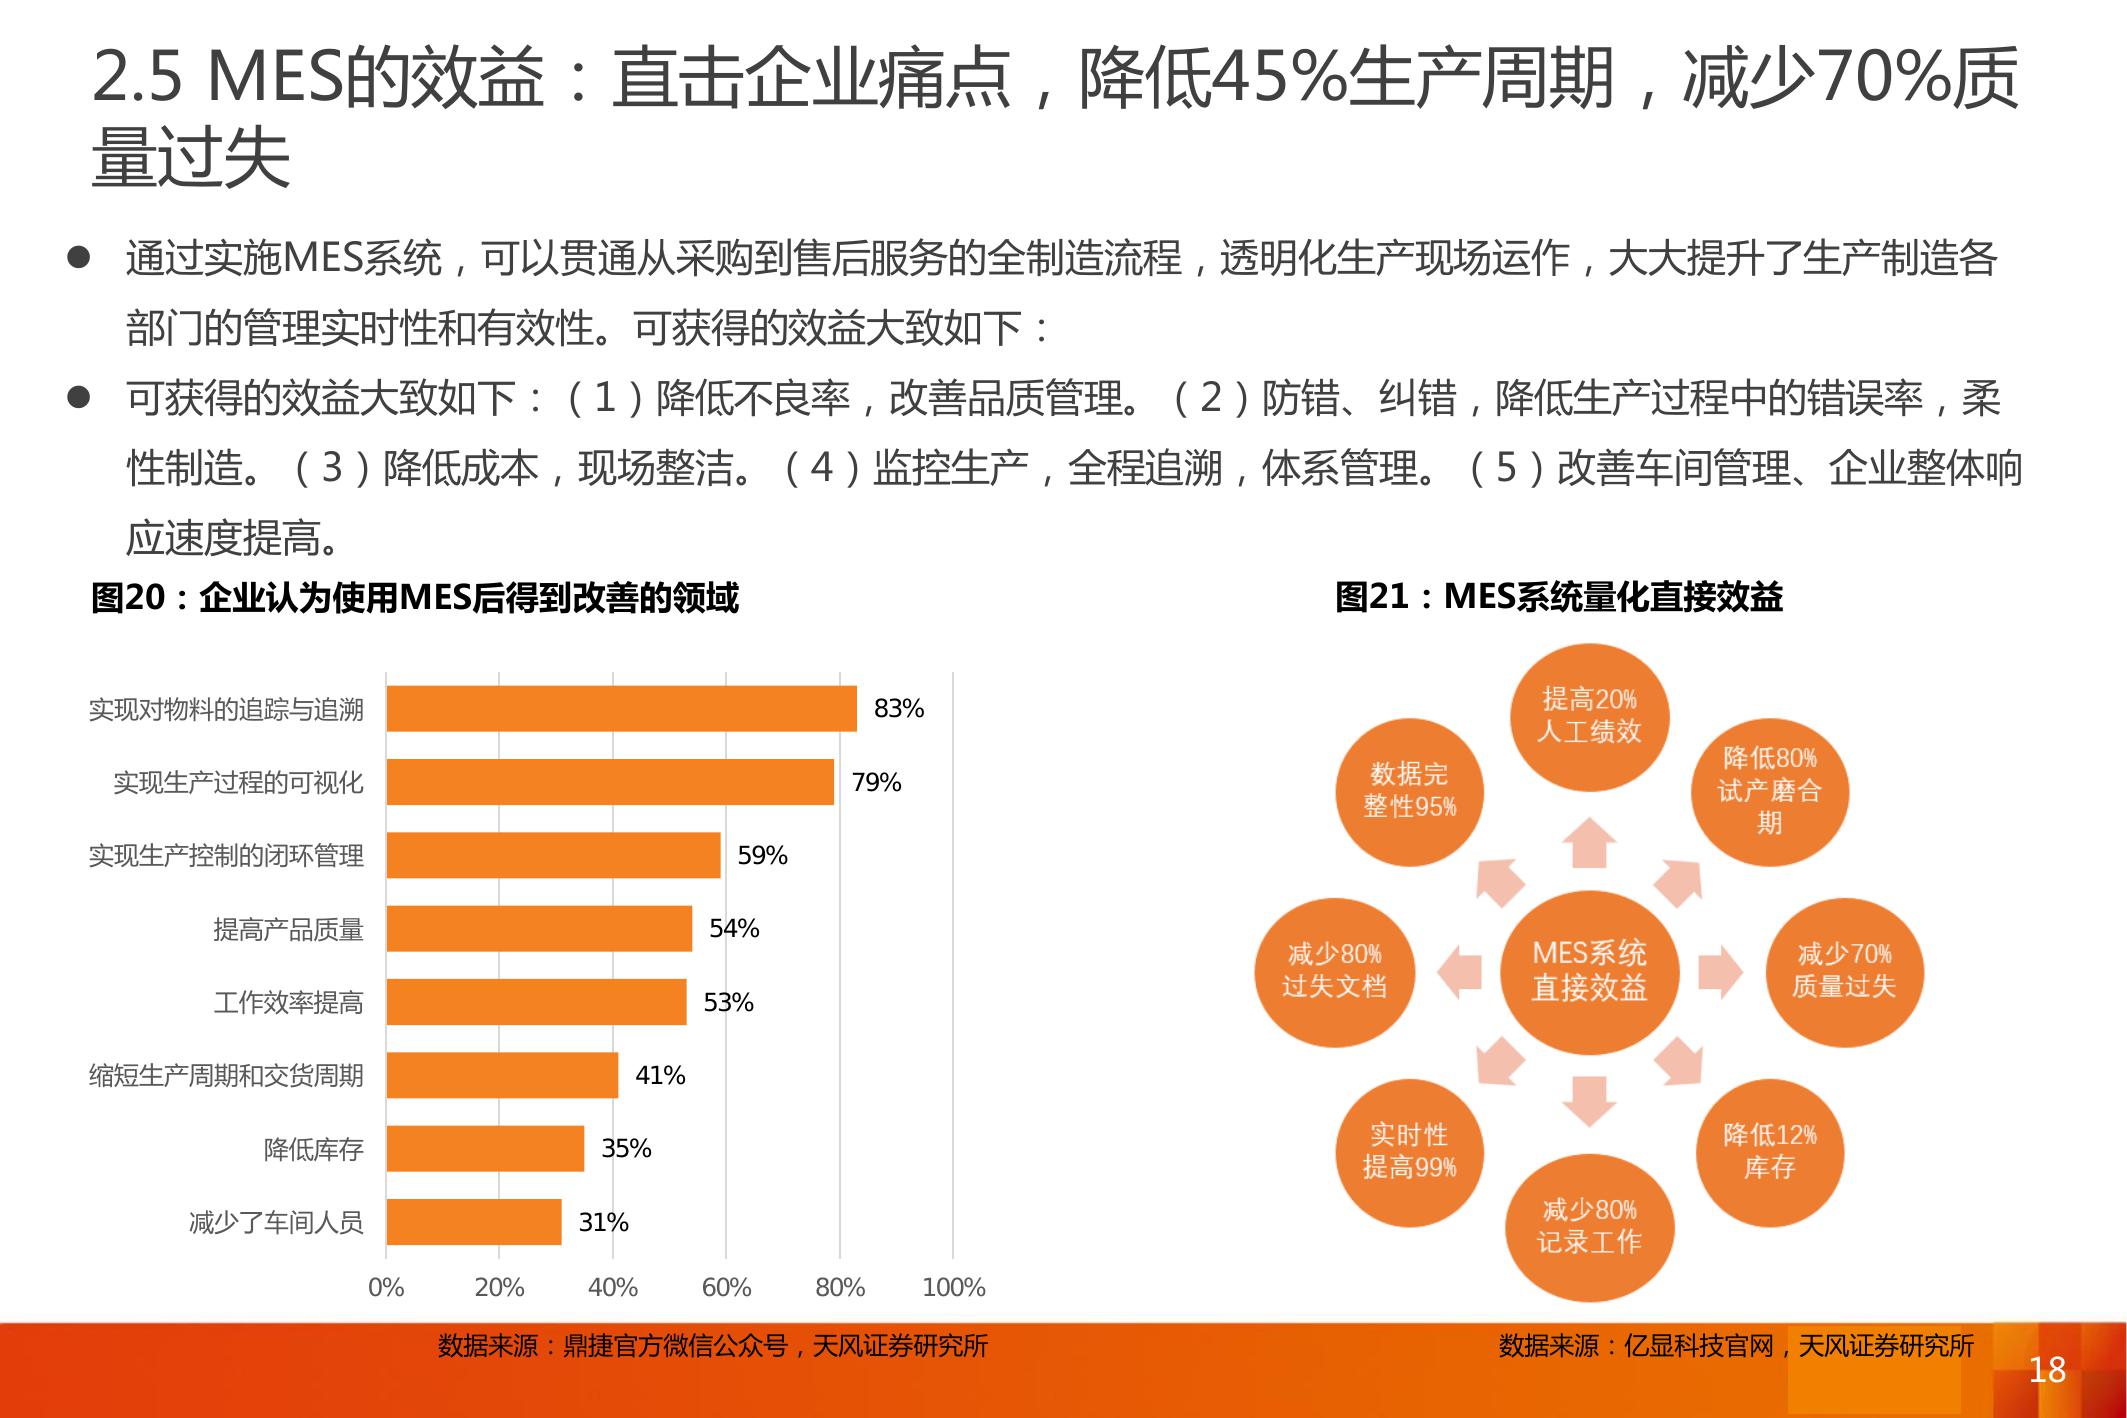 2.5 MES的效益：直击企业痛点，降低45%生产周期，减少70%质
量过失
● 通过实施MES系统，可以贯通从采购到售后服务的全制造流程，透明化生产现场运作，大大提升了生产制造各
部门的管理实时性和有效性。可获得的效益大致如下：
● 可获得的效益大致如下：（1）降低不良率，改善品质管理。（2）防错、纠错，降低生产过程中的错误率，柔
性制造。（3）降低成本，现场整洁。（4）监控生产，全程追溯，体系管理。（5）改善车间管理、企业整体响
应速度提高。
图20：企业认为使用MES后得到改善的领域
实现对物料的追踪与追溯 83%
实现生产过程的可视化 79%
实现生产控制的闭环管理 59%
提高产品质量 54%
工作效率提高 53%
缩短生产周期和交货周期 41%
降低库存 35%
减少了车间人员 31%
0% 20% 40% 60% 80% 100%
数据来源：鼎捷官方微信公众号，天风证券研究所
图21：MES系统量化直接效益
提高20%
人工绩效
降低80%
试产磨合
期
减少70%
质量过失
降低12%
库存
减少80%
记录工作
实时性
提高99%
减少80%
过失文档
数据完
整性95%
MES系统
直接效益
数据来源：亿显科技官网，天风证券研究所
18